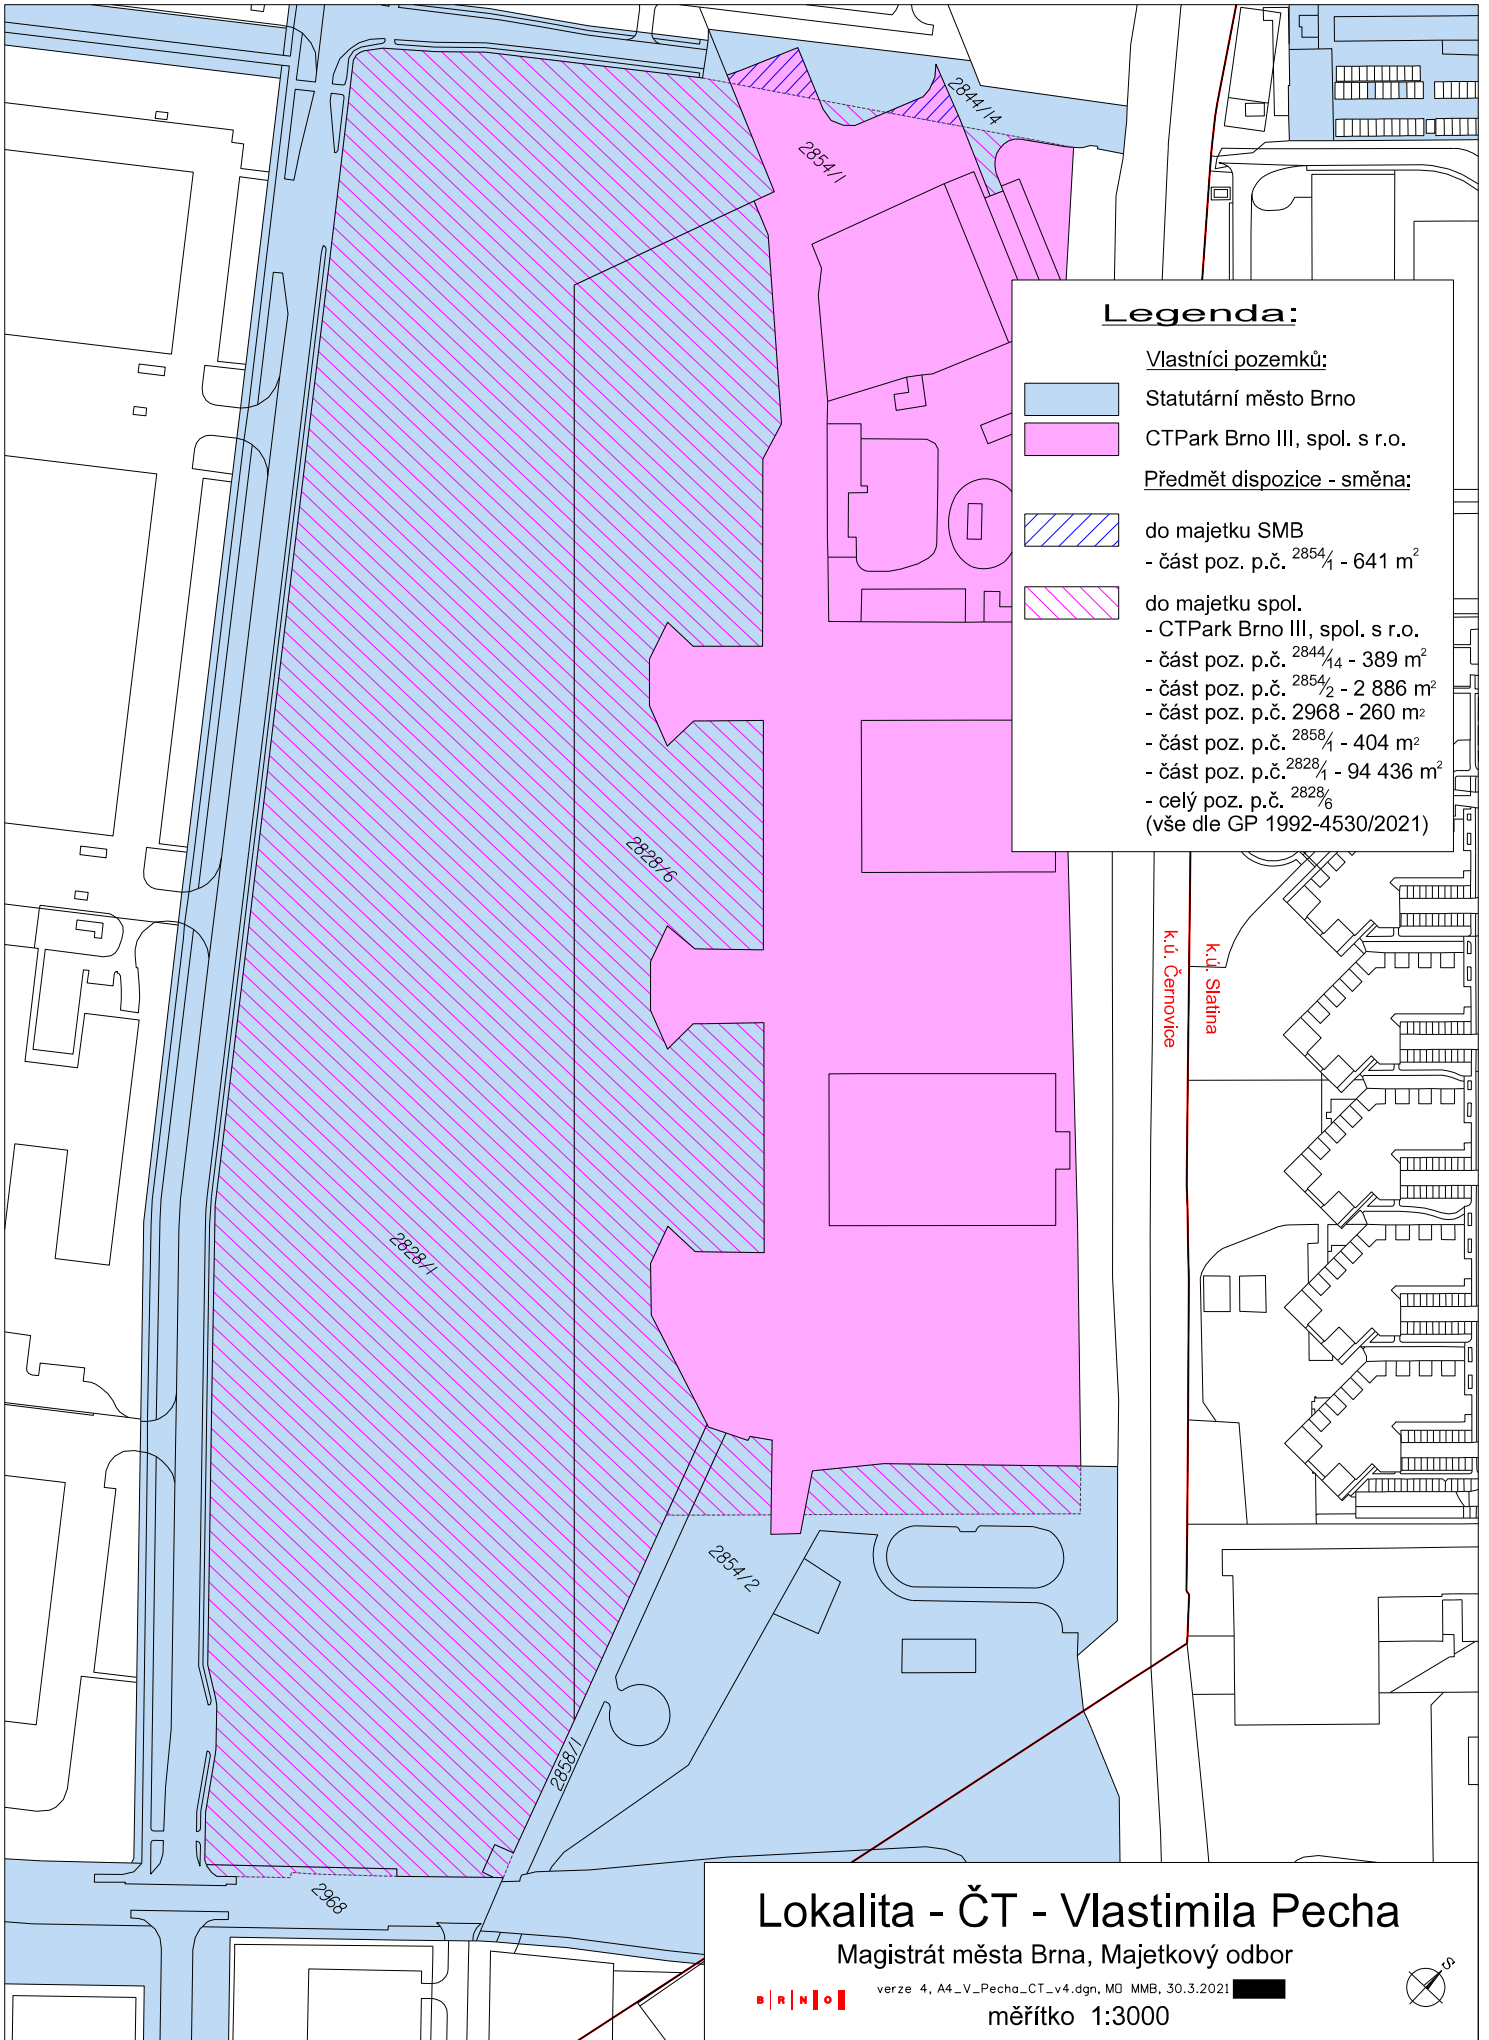 2844/14
2854/1
Legenda:
Vlastníci pozemků:
Statutární město Brno
CTPark Brno III, spol. s r.o.
Předmět dispozice - směna:
do majetku SMB
- část poz. p.č. 2854/1 - 641 m²
do majetku spol.
- CTPark Brno III, spol. s r.o.
- část poz. p.č. 2844/14 - 389 m²
- část poz. p.č. 2854/2 - 2 886 m²
- část poz. p.č. 2968 - 260 m²
- část poz. p.č. 2858/1 - 404 m²
- část poz. p.č. 2828/1 - 94 436 m²
- celý poz. p.č. 2828/6
(vše dle GP 1992-4530/2021)
2828/6
k.ú. Černovice
k.ú. Slatina
2828/1
2854/2
2858/1
2968
Lokalita - ČT - Vlastimila Pecha
Magistrát města Brna, Majetkový odbor
BRNO
verze 4, A4_V_Pecha_CT_v4.dgn, MO MMB, 30.3.2021
měřítko 1:3000
S